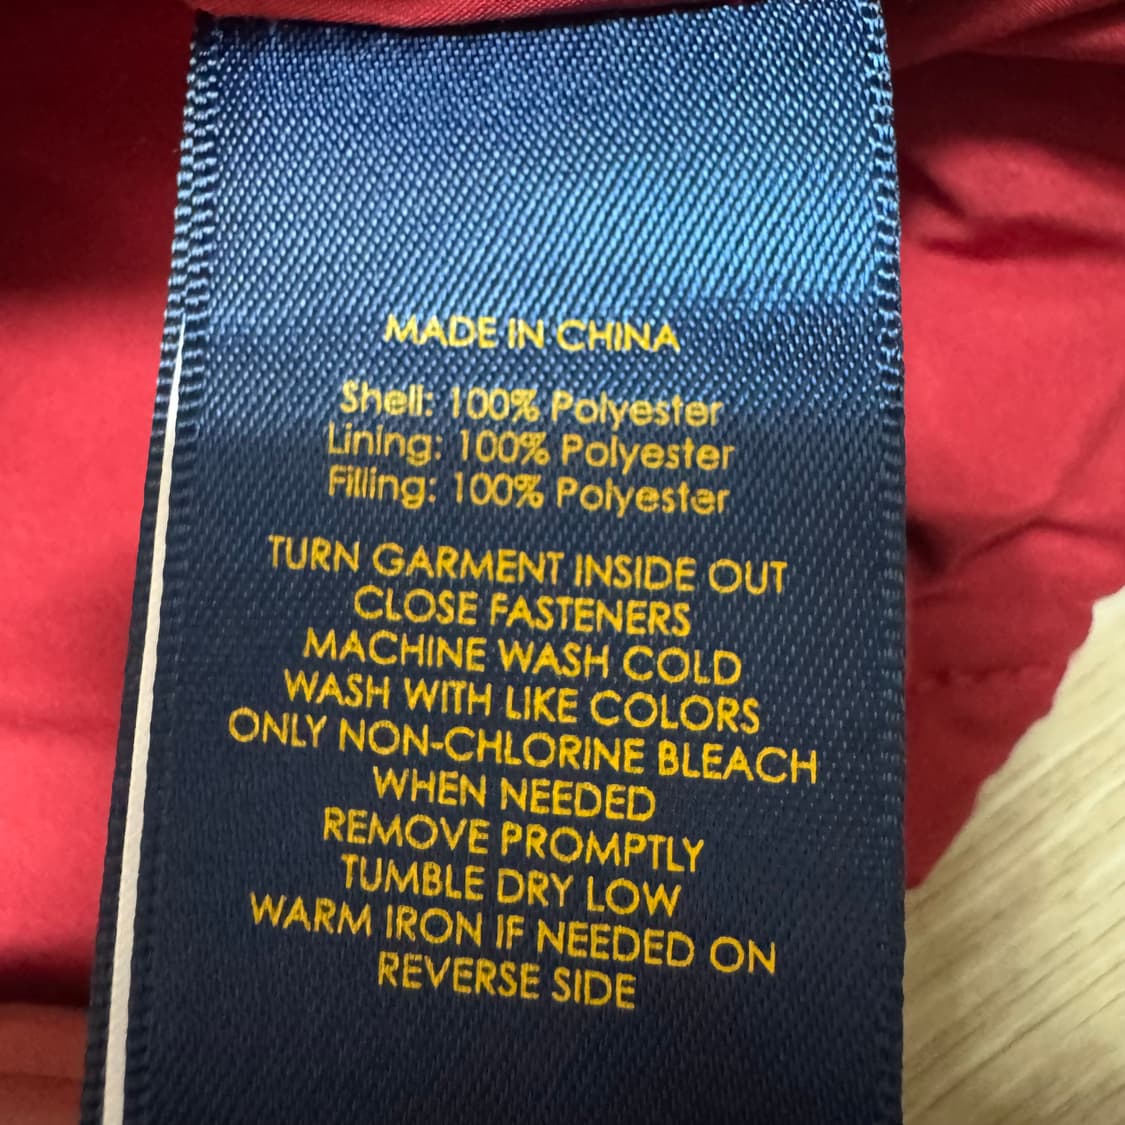 MADE IN CHINA
Shell: 100% Polyester
Lining: 100% Polyester
Filling: 100% Polyester
TURN GARMENT INSIDE OUT
CLOSE FASTENERS
MACHINE WASH COLD
WASH WITH LIKE COLORS
ONLY NON-CHLORINE BLEACH
WHEN NEEDED
REMOVE PROMPTLY
TUMBLE DRY LOW
WARM IRON IF NEEDED ON
REVERSE SIDE